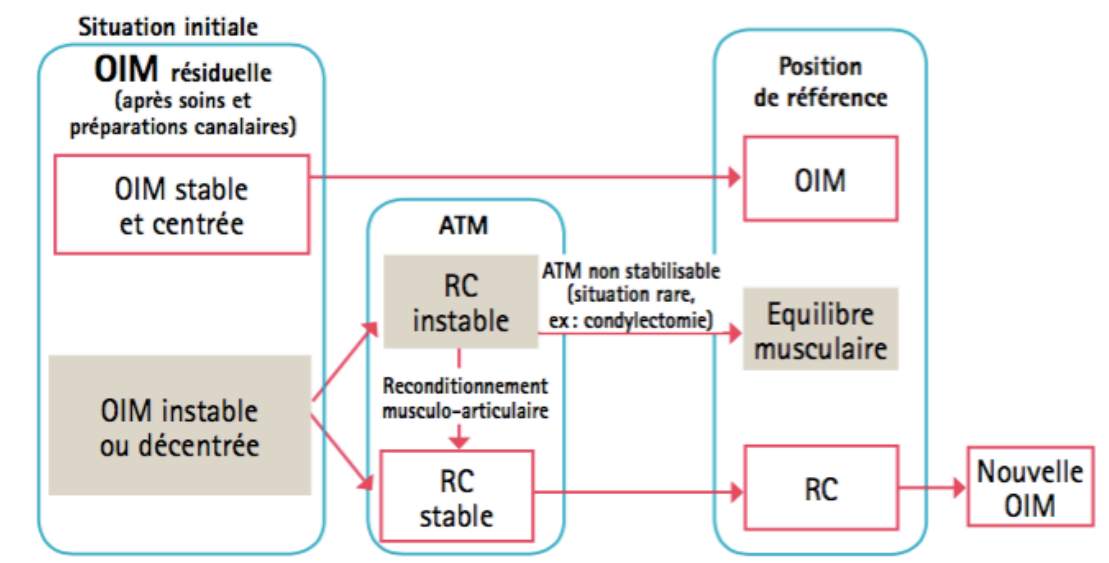 Situation initiale
OIM résiduelle
(après soins et
préparations canalaires)
OIM stable
et centrée
OIM instable
ou décentrée
ATM
RC
instable
Reconditionnement
musculo-articulaire
RC
stable
ATM non stabilisable
(situation rare,
ex : condylectomie)
Position
de référence
OIM
Equilibre
musculaire
RC
Nouvelle
OIM